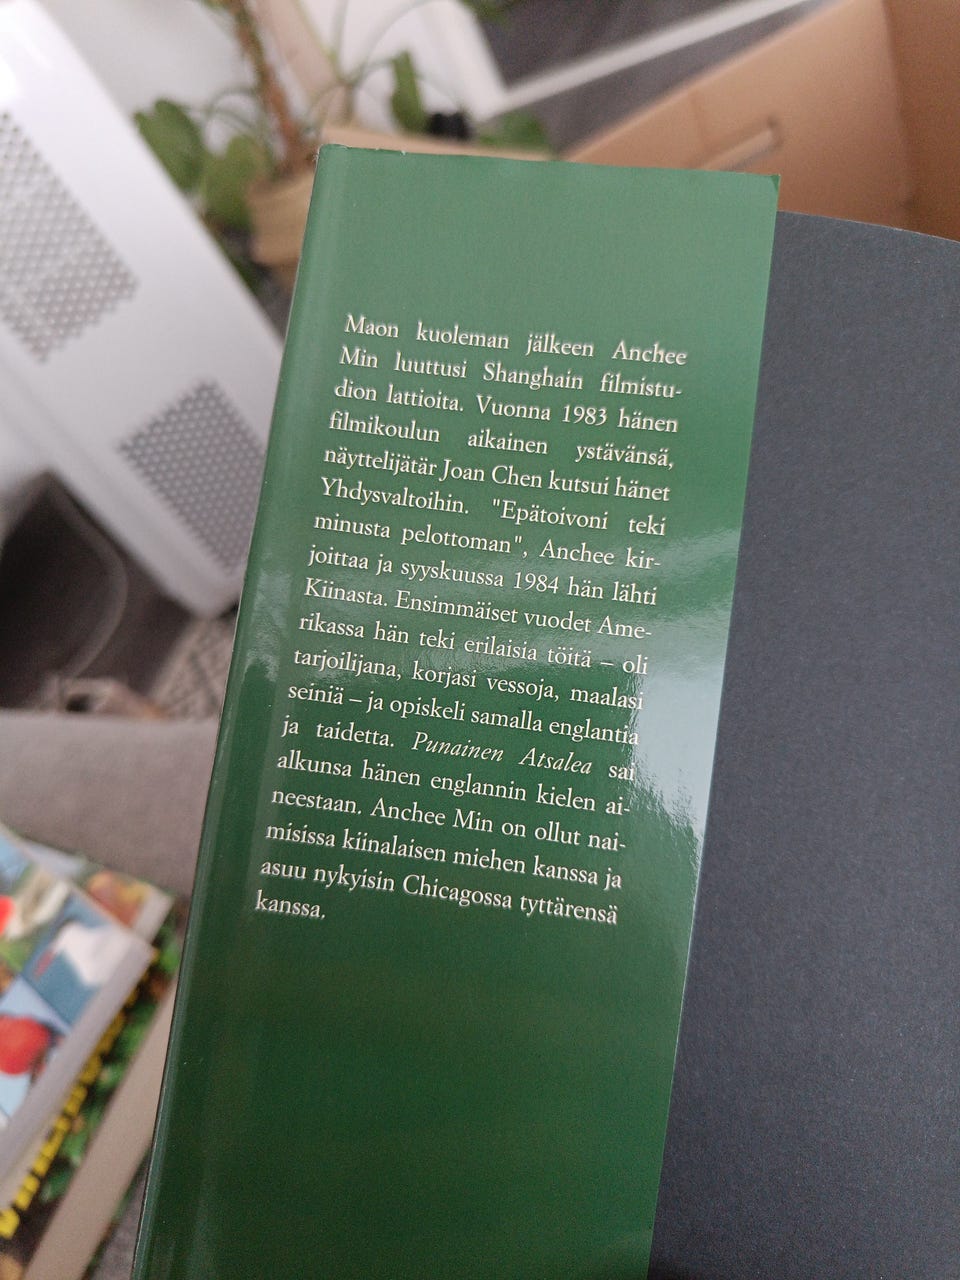 Maon kuoleman jälkeen Anchee
Min luuttusi Shanghain filmistu-
dion lattioita. Vuonna 1983 hänen
filmikoulun aikainen ystävänsä,
näyttelijätär Joan Chen kutsui hänet
Yhdysvaltoihin. "Epätoivoni teki
minusta pelottoman", Anchee kir-
joittaa ja syyskuussa 1984 hän lähti
Kiinasta. Ensimmäiset vuodet Ame-
rikassa hän teki erilaisia töitä – oli
tarjoilijana, korjasi vessoja, maalasi
seiniä – ja opiskeli samalla englantia
ja taidetta. Punainen Atsalea sai
alkunsa hänen englannin kielen ai-
neestaan. Anchee Min on ollut nai-
misissa kiinalaisen miehen kanssa ja
asuu nykyisin Chicagossa tyttärensä
kanssa.